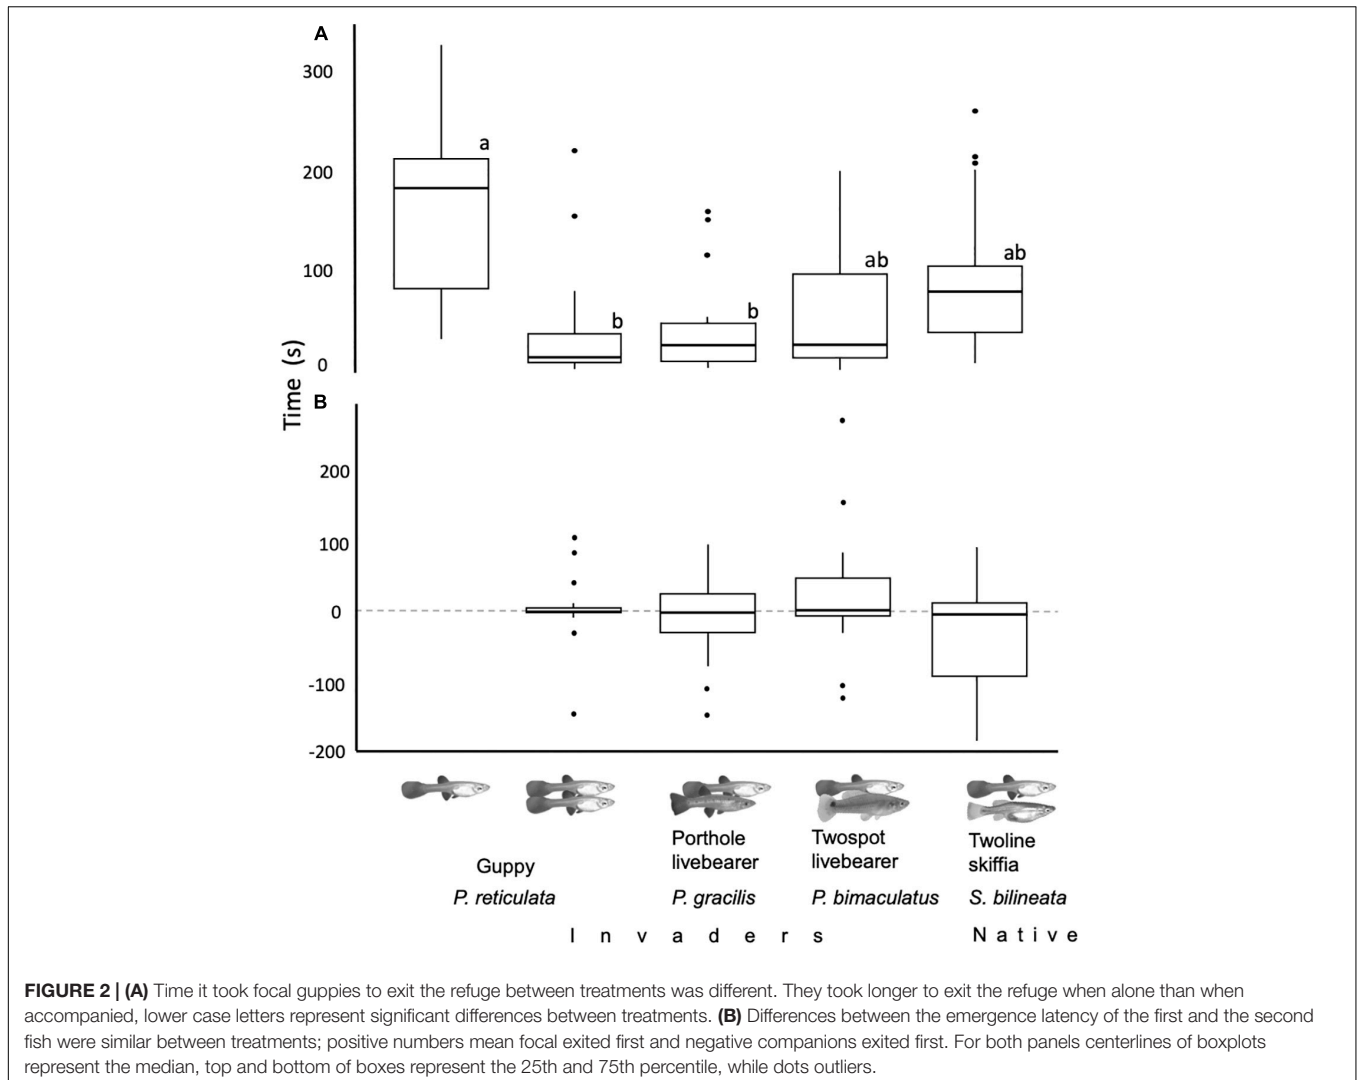 A
300
200
100
0
a
b
b
ab
ab
Time (s)
B
200
100
0
-100
-200
Guppy
P. reticulata
Porthole
livebearer
P. gracilis
Twospot
livebearer
P. bimaculatus
Twoline
skiffia
S. bilineata
Invaders
Native
FIGURE 2 | (A) Time it took focal guppies to exit the refuge between treatments was different. They took longer to exit the refuge when alone than when
accompanied, lower case letters represent significant differences between treatments. (B) Differences between the emergence latency of the first and the second
fish were similar between treatments; positive numbers mean focal exited first and negative companions exited first. For both panels centerlines of boxplots
represent the median, top and bottom of boxes represent the 25th and 75th percentile, while dots outliers.